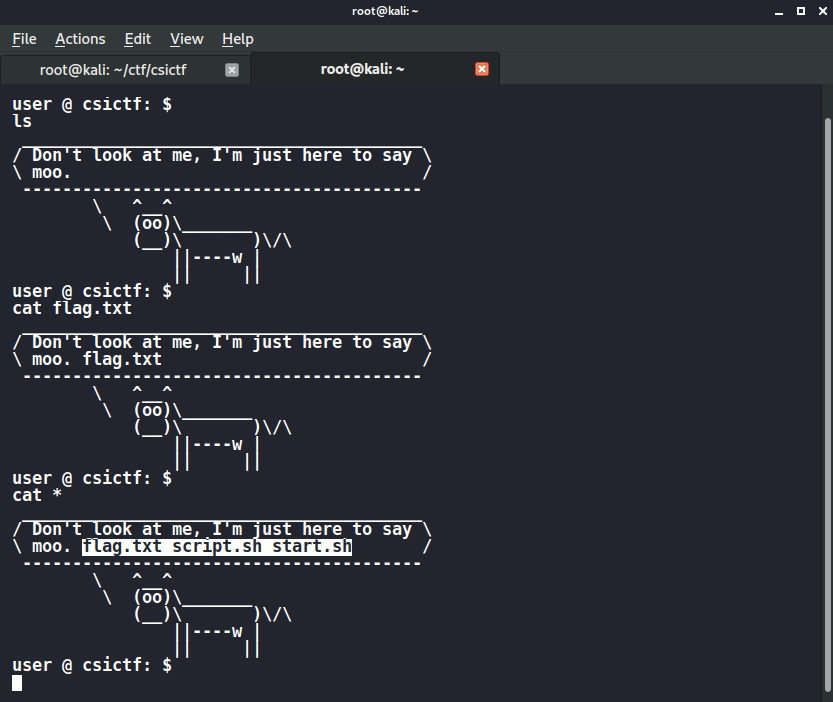 root@kali: ~
File Actions Edit View Help
root@kali: ~/ctf/csictf root@kali: ~
user @ csictf: $
ls
 ________________________________________
/ Don't look at me, I'm just here to say \
\ moo.                                   /
 ----------------------------------------
        \   ^__^
         \  (oo)\_______
            (__)\       )\/\
                ||----w |
                ||     ||
user @ csictf: $
cat flag.txt
 ________________________________________
/ Don't look at me, I'm just here to say \
\ moo. flag.txt                          /
 ----------------------------------------
        \   ^__^
         \  (oo)\_______
            (__)\       )\/\
                ||----w |
                ||     ||
user @ csictf: $
cat *
 ________________________________________
/ Don't look at me, I'm just here to say \
\ moo. flag.txt script.sh start.sh       /
 ----------------------------------------
        \   ^__^
         \  (oo)\_______
            (__)\       )\/\
                ||----w |
                ||     ||
user @ csictf: $